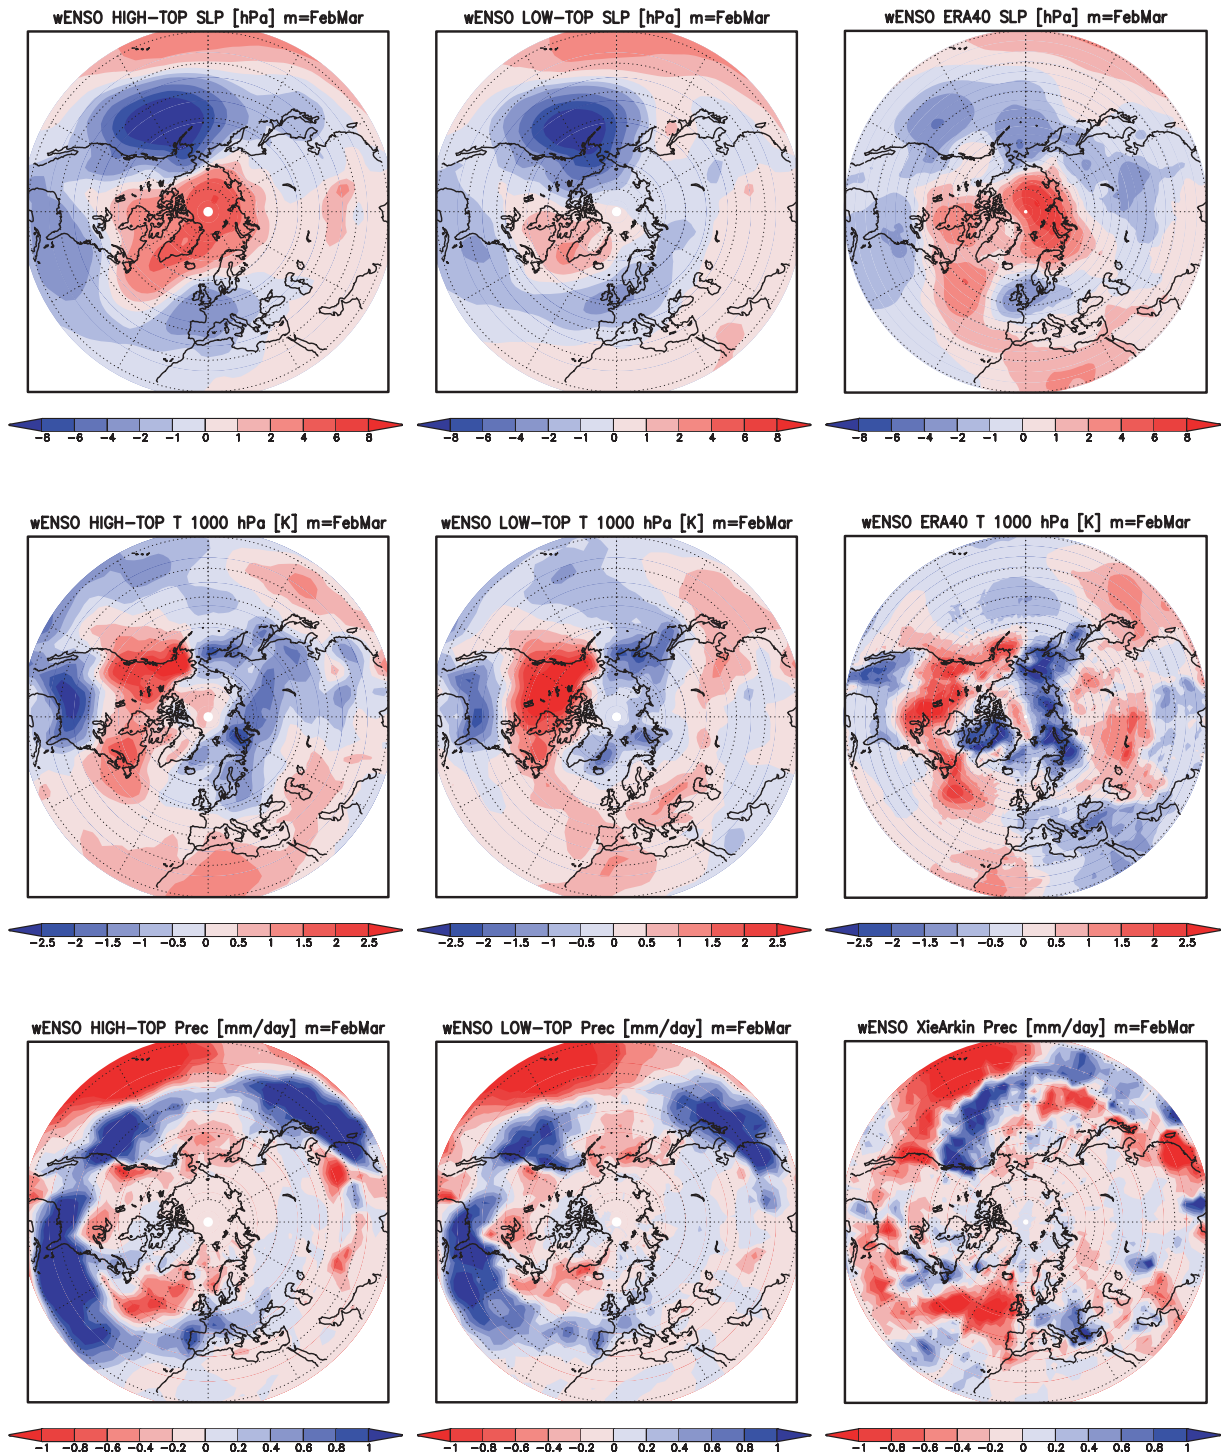 wENSO HIGH-TOP SLP [hPa] m=FebMar
wENSO LOW-TOP SLP [hPa] m=FebMar
wENSO ERA40 SLP [hPa] m=FebMar
-8 -6 -4 -2 -1 0 1 2 4 6 8
-8 -6 -4 -2 -1 0 1 2 4 6 8
-8 -6 -4 -2 -1 0 1 2 4 6 8
wENSO HIGH-TOP T 1000 hPa [K] m=FebMar
wENSO LOW-TOP T 1000 hPa [K] m=FebMar
wENSO ERA40 T 1000 hPa [K] m=FebMar
-2.5 -2 -1.5 -1 -0.5 0 0.5 1 1.5 2 2.5
-2.5 -2 -1.5 -1 -0.5 0 0.5 1 1.5 2 2.5
-2.5 -2 -1.5 -1 -0.5 0 0.5 1 1.5 2 2.5
wENSO HIGH-TOP Prec [mm/day] m=FebMar
wENSO LOW-TOP Prec [mm/day] m=FebMar
wENSO XieArkin Prec [mm/day] m=FebMar
-1 -0.8 -0.6 -0.4 -0.2 0 0.2 0.4 0.6 0.8 1
-1 -0.8 -0.6 -0.4 -0.2 0 0.2 0.4 0.6 0.8 1
-1 -0.8 -0.6 -0.4 -0.2 0 0.2 0.4 0.6 0.8 1